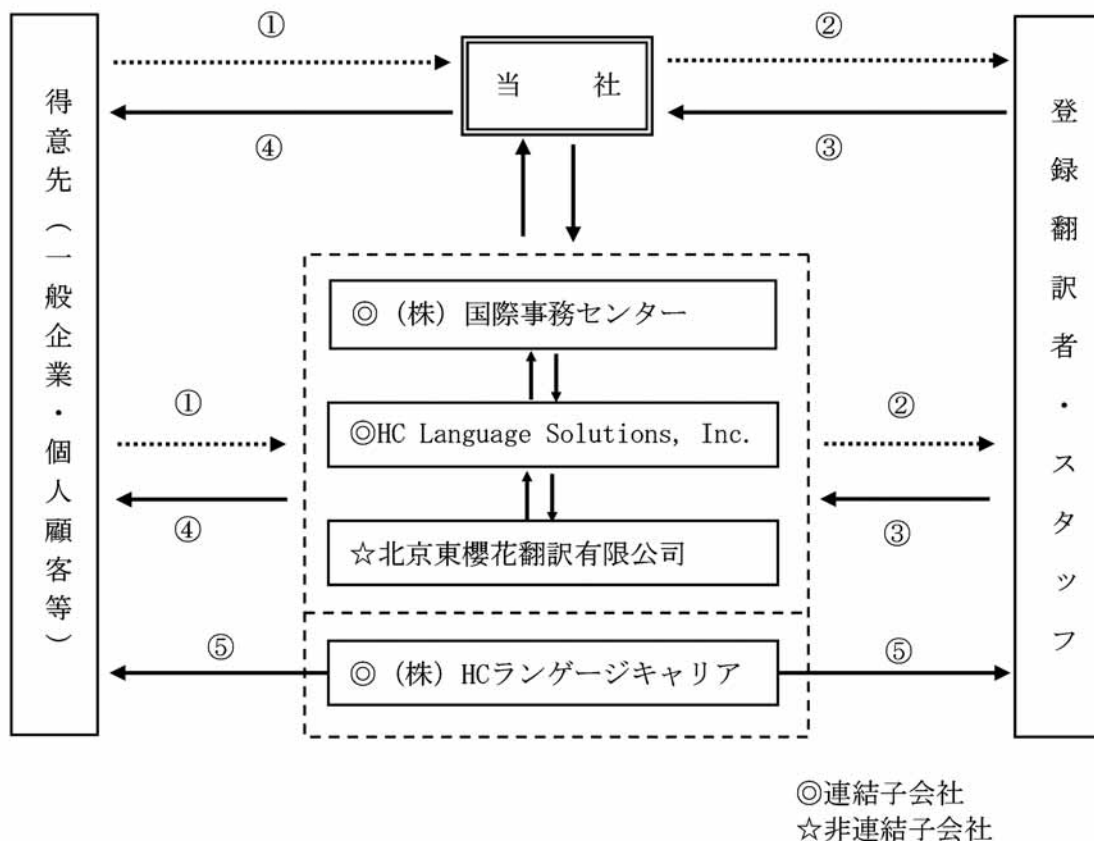 ① ②
当 社
④ ③
得意先(一般企業・個人顧客等)
登録翻訳者・スタッフ
◎(株)国際事務センター
① ②
◎HC Language Solutions, Inc.
④ ③
☆北京東櫻花翻訳有限公司
⑤ ⑤
◎(株)HCランゲージキャリア
◎連結子会社
☆非連結子会社